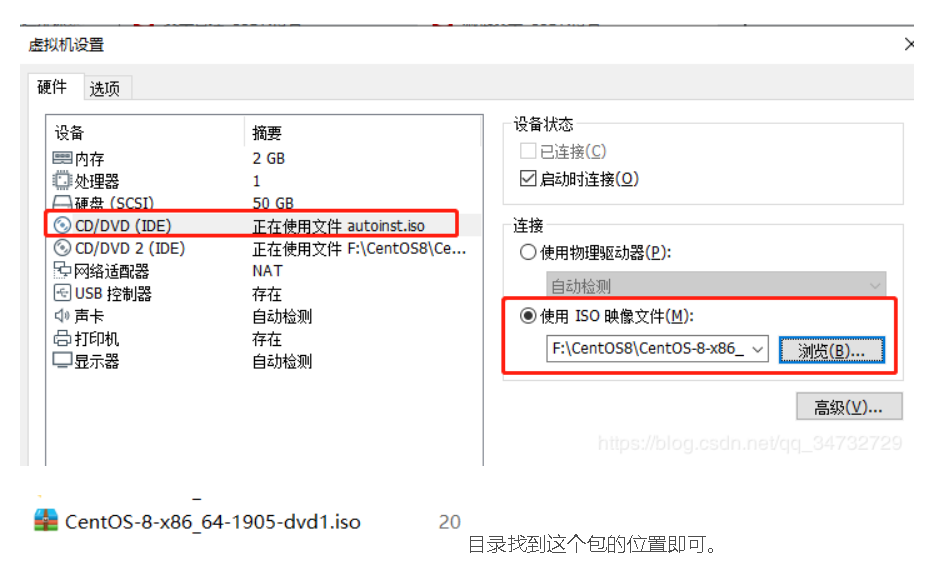 虚拟机设置
硬件 选项
设备 摘要
内存 2 GB
处理器 1
硬盘 (SCSI) 50 GB
CD/DVD (IDE) 正在使用文件 autoinst.iso
CD/DVD 2 (IDE) 正在使用文件 F:\CentOS8\Ce...
网络适配器 NAT
USB 控制器 存在
声卡 自动检测
打印机 存在
显示器 自动检测
设备状态
已连接(C)
启动时连接(O)
连接
使用物理驱动器(P):
自动检测
使用 ISO 映像文件(M):
F:\CentOS8\CentOS-8-x86_ 浏览(B)...
高级(V)...
https://blog.csdn.net/qq_34732729
CentOS-8-x86_64-1905-dvd1.iso 20
目录找到这个包的位置即可。